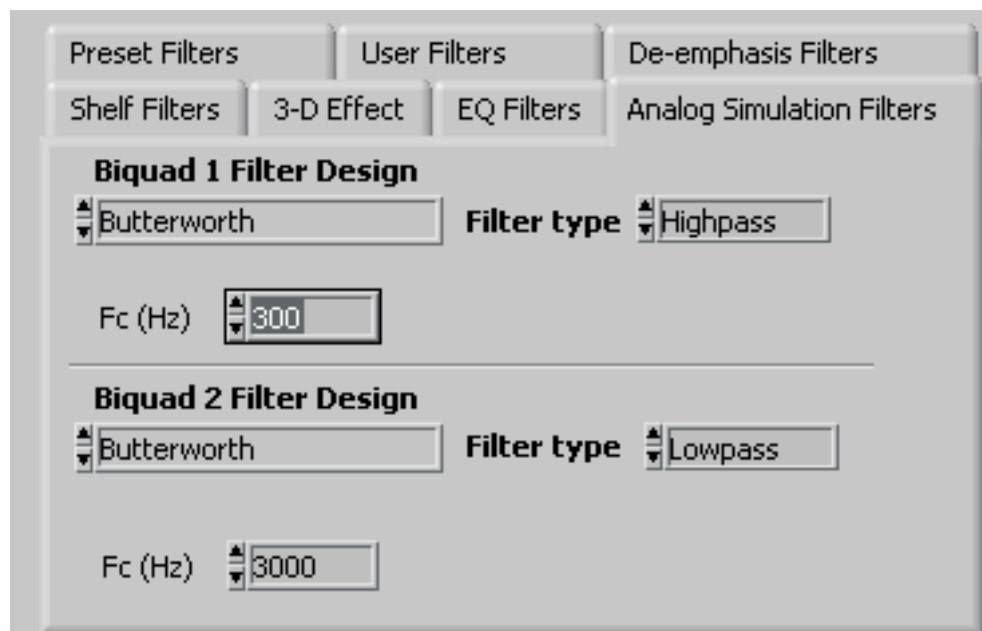 Preset Filters User Filters De-emphasis Filters
Shelf Filters 3-D Effect EQ Filters Analog Simulation Filters
Biquad 1 Filter Design
Butterworth Filter type Highpass
Fc (Hz) 300
Biquad 2 Filter Design
Butterworth Filter type Lowpass
Fc (Hz) 3000